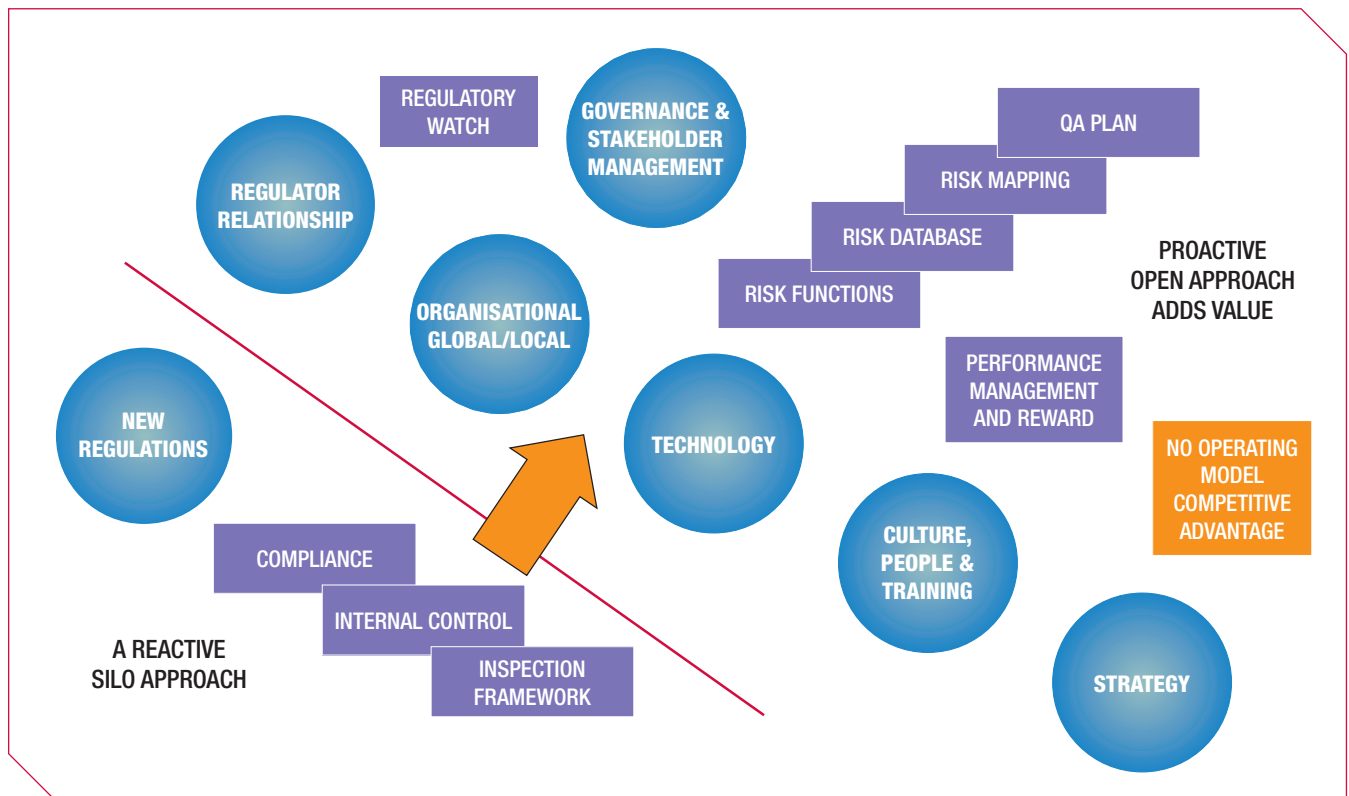 REGULATORY
WATCH
GOVERNANCE &
STAKEHOLDER
MANAGEMENT
QA PLAN
REGULATOR
RELATIONSHIP
RISK MAPPING
RISK DATABASE
RISK FUNCTIONS
PROACTIVE
OPEN APPROACH
ADDS VALUE
ORGANISATIONAL
GLOBAL/LOCAL
NEW
REGULATIONS
TECHNOLOGY
PERFORMANCE
MANAGEMENT
AND REWARD
NO OPERATING
MODEL
COMPETITIVE
ADVANTAGE
COMPLIANCE
INTERNAL CONTROL
INSPECTION
FRAMEWORK
A REACTIVE
SILO APPROACH
CULTURE,
PEOPLE &
TRAINING
STRATEGY